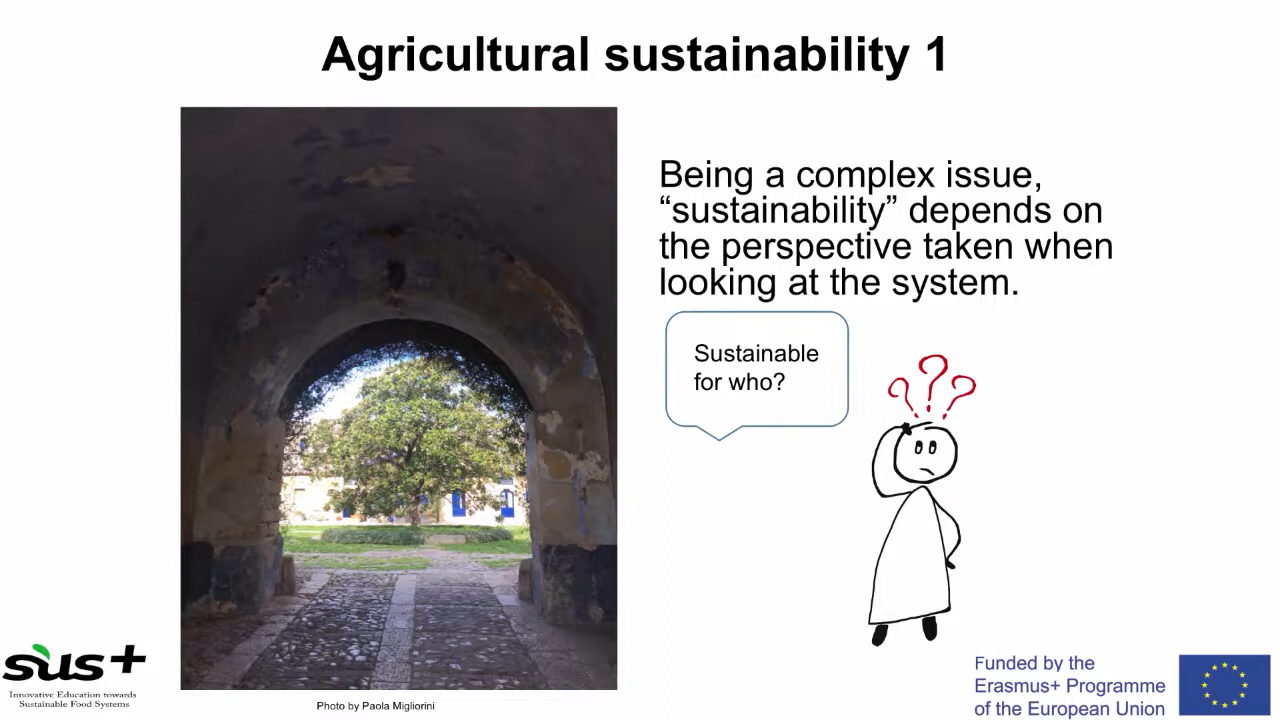 Agricultural sustainability 1
Being a complex issue,
“sustainability” depends on
the perspective taken when
looking at the system.
Sustainable
for who?
sus+
Innovative Education towards
Sustainable Food Systems
Photo by Paola Migliorini
Funded by the
Erasmus+ Programme
of the European Union